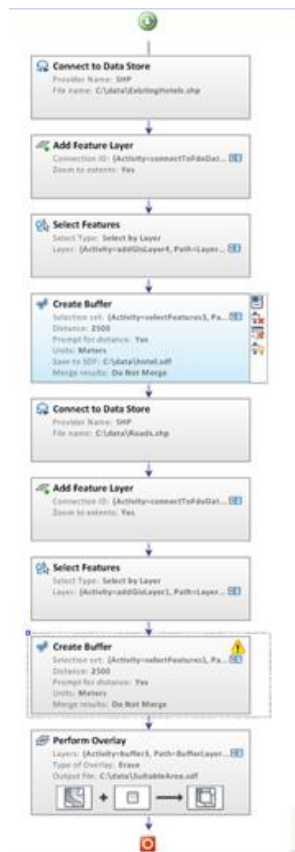 Connect to Data Store
Provider Name: SHP
File name: C:\data\ExistingHotels.shp
Add Feature Layer
Connection ID: {Activity=connectToFdoDat...
Zoom to extents: Yes
Select Features
Select Type: Select by Layer
Layer: {Activity=addGisLayer4, Path=Layer...
Create Buffer
Selection set: {Activity=selectFeatures3, Pa...
Distance: 2500
Prompt for distance: Yes
Units: Meters
Save to SDF: C:\data\hotel.sdf
Merge results: Do Not Merge
Connect to Data Store
Provider Name: SHP
File name: C:\data\Roads.shp
Add Feature Layer
Connection ID: {Activity=connectToFdoDat...
Zoom to extents: Yes
Select Features
Select Type: Select by Layer
Layer: {Activity=addGisLayer1, Path=Layer...
Create Buffer
Selection set: {Activity=selectFeatures1, Pa...
Distance: 2500
Prompt for distance: Yes
Units: Meters
Merge results: Do Not Merge
Perform Overlay
Layers: {Activity=buffer3, Path=BufferLayer...
Type of Overlay: Erase
Output file: C:\data\SuitableArea.sdf